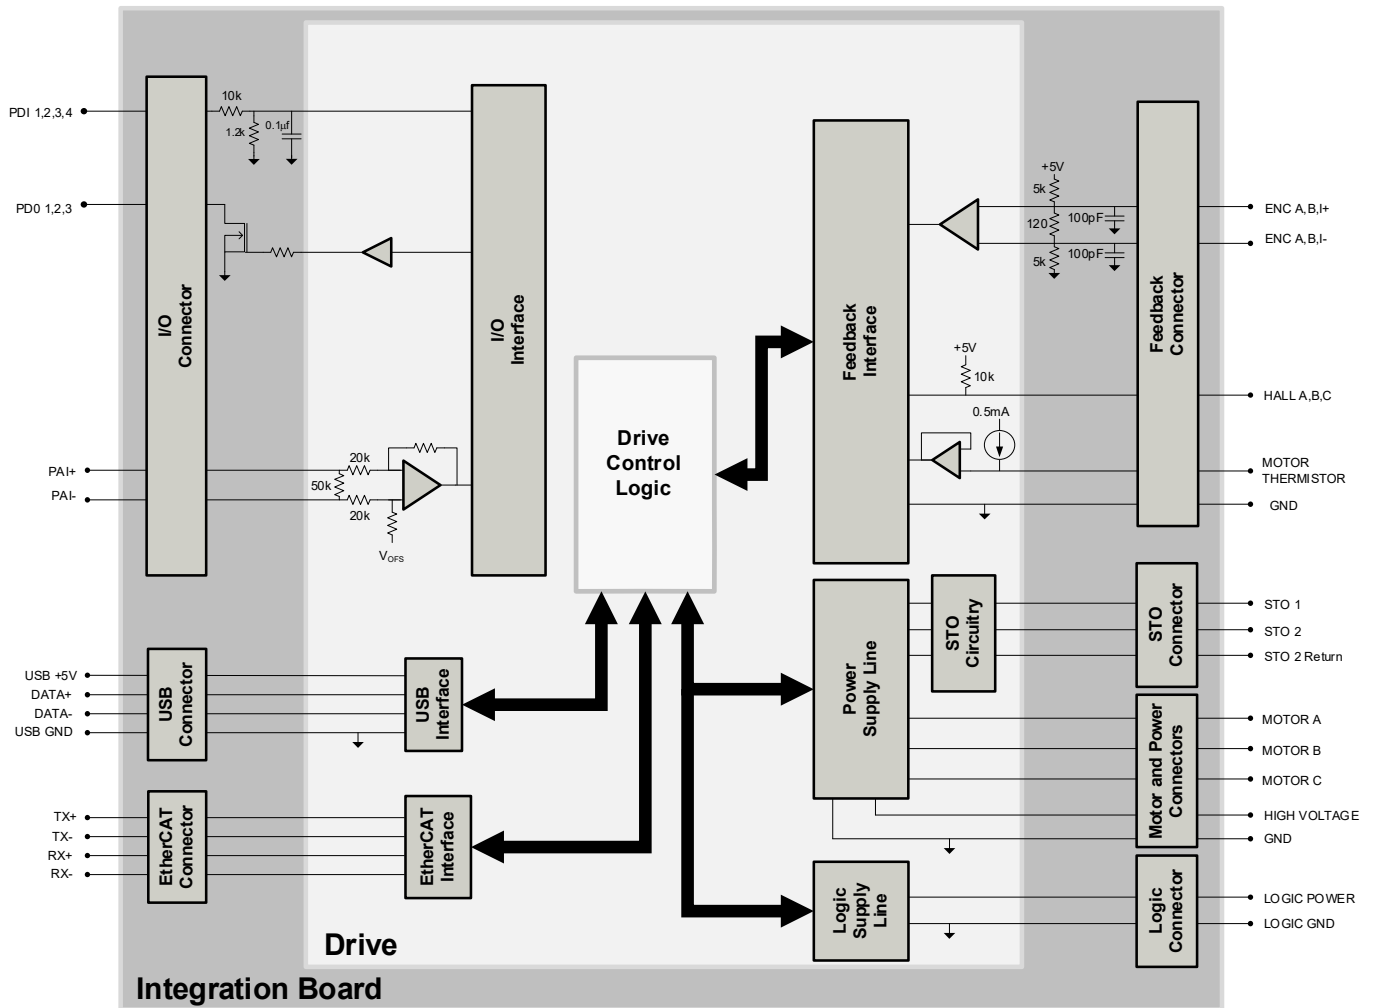 PDI 1,2,3,4
10k
1.2k
0.1µf
PD0 1,2,3
I/O
Connector
I/O
Interface
PAI+
PAI-
20k
50k
20k
VOFS
Drive
Control
Logic
Feedback
Interface
+5V
5k
120
5k
100pF
100pF
Feedback
Connector
ENC A,B,I+
ENC A,B,I-
+5V
10k
0.5mA
HALL A,B,C
MOTOR
THERMISTOR
GND
USB +5V
DATA+
DATA-
USB GND
USB
Connector
USB
Interface
TX+
TX-
RX+
RX-
EtherCAT
Connector
EtherCAT
Interface
Power
Supply Line
STO
Circuitry
STO
Connector
STO 1
STO 2
STO 2 Return
Motor and Power
Connectors
MOTOR A
MOTOR B
MOTOR C
HIGH VOLTAGE
GND
Logic
Supply
Line
Logic
Connector
LOGIC POWER
LOGIC GND
Drive
Integration Board